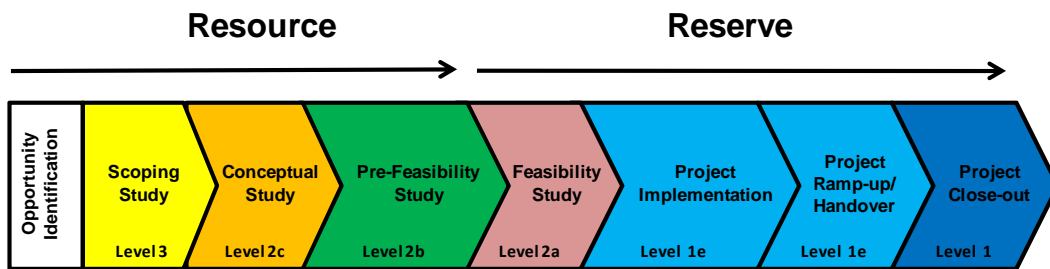 Resource
Reserve
Opportunity
Identification
Scoping
Study
Level 3
Conceptual
Study
Level 2c
Pre-Feasibility
Study
Level 2b
Feasibility
Study
Level 2a
Project
Implementation
Level 1e
Project
Ramp-up/
Handover
Level 1e
Project
Close-out
Level 1